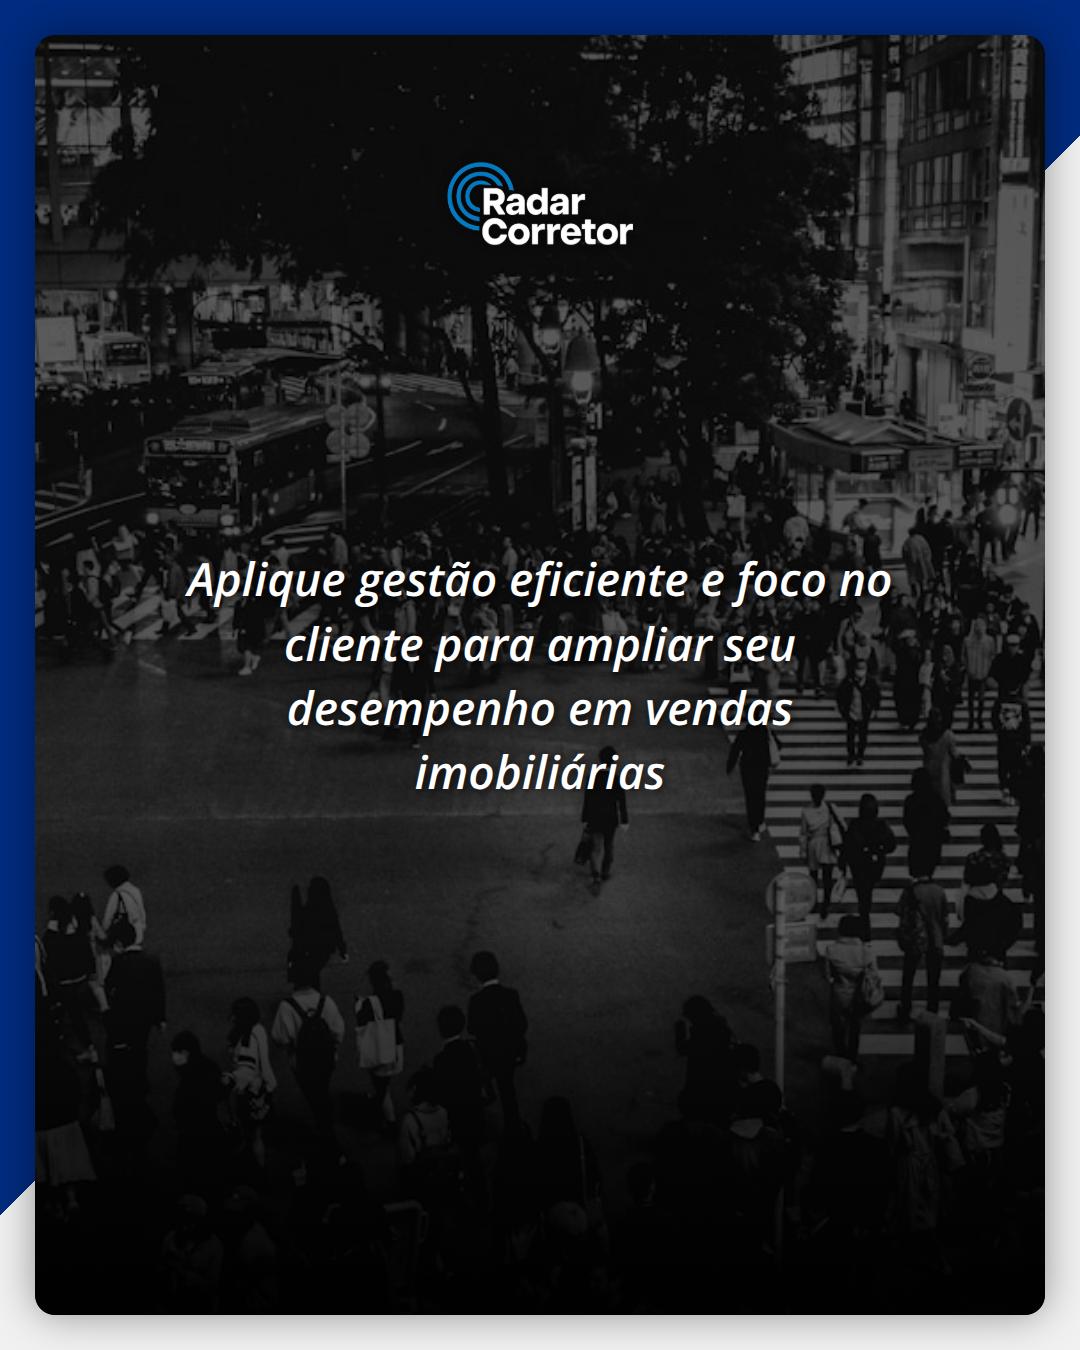 Radar
Corretor
Aplique gestão eficiente e foco no
cliente para ampliar seu
desempenho em vendas
imobiliárias